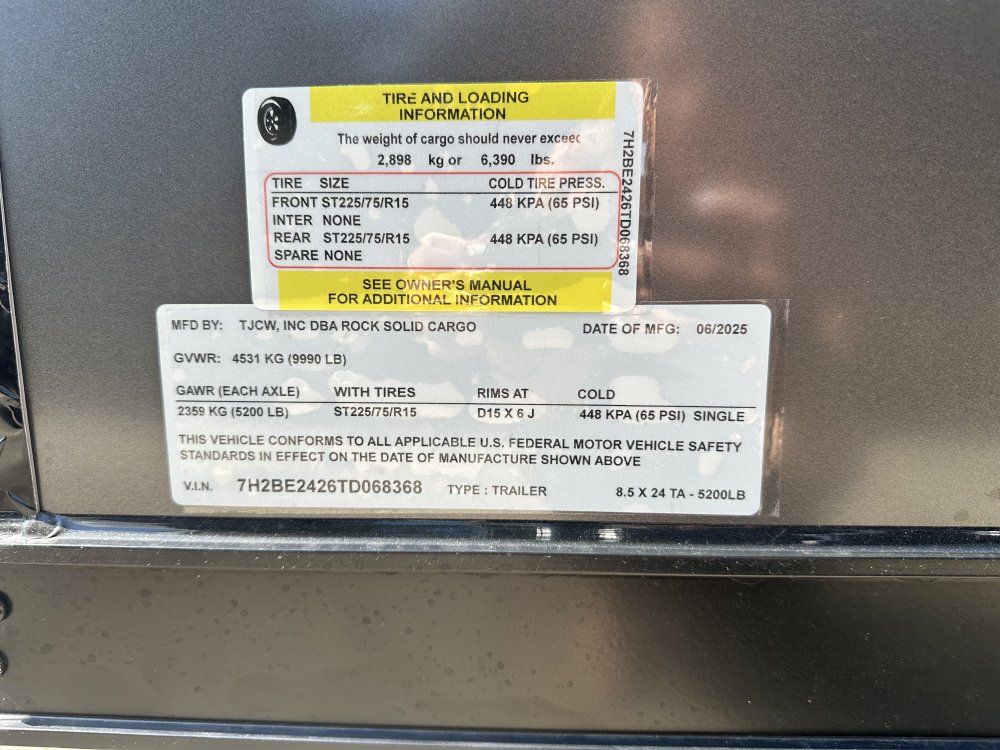 TIRE AND LOADING
INFORMATION
The weight of cargo should never exceed
2,898 kg or 6,390 lbs.
TIRE SIZE COLD TIRE PRESS.
FRONT ST225/75/R15 448 KPA (65 PSI)
INTER NONE
REAR ST225/75/R15 448 KPA (65 PSI)
SPARE NONE
SEE OWNER'S MANUAL
FOR ADDITIONAL INFORMATION
7H2BE2426TD068368
MFD BY: TJCW, INC DBA ROCK SOLID CARGO DATE OF MFG: 06/2025
GVWR: 4531 KG (9990 LB)
GAWR (EACH AXLE) WITH TIRES RIMS AT COLD
2359 KG (5200 LB) ST225/75/R15 D15 X 6 J 448 KPA (65 PSI) SINGLE
THIS VEHICLE CONFORMS TO ALL APPLICABLE U.S. FEDERAL MOTOR VEHICLE SAFETY
STANDARDS IN EFFECT ON THE DATE OF MANUFACTURE SHOWN ABOVE
V.I.N. 7H2BE2426TD068368 TYPE : TRAILER 8.5 X 24 TA - 5200LB